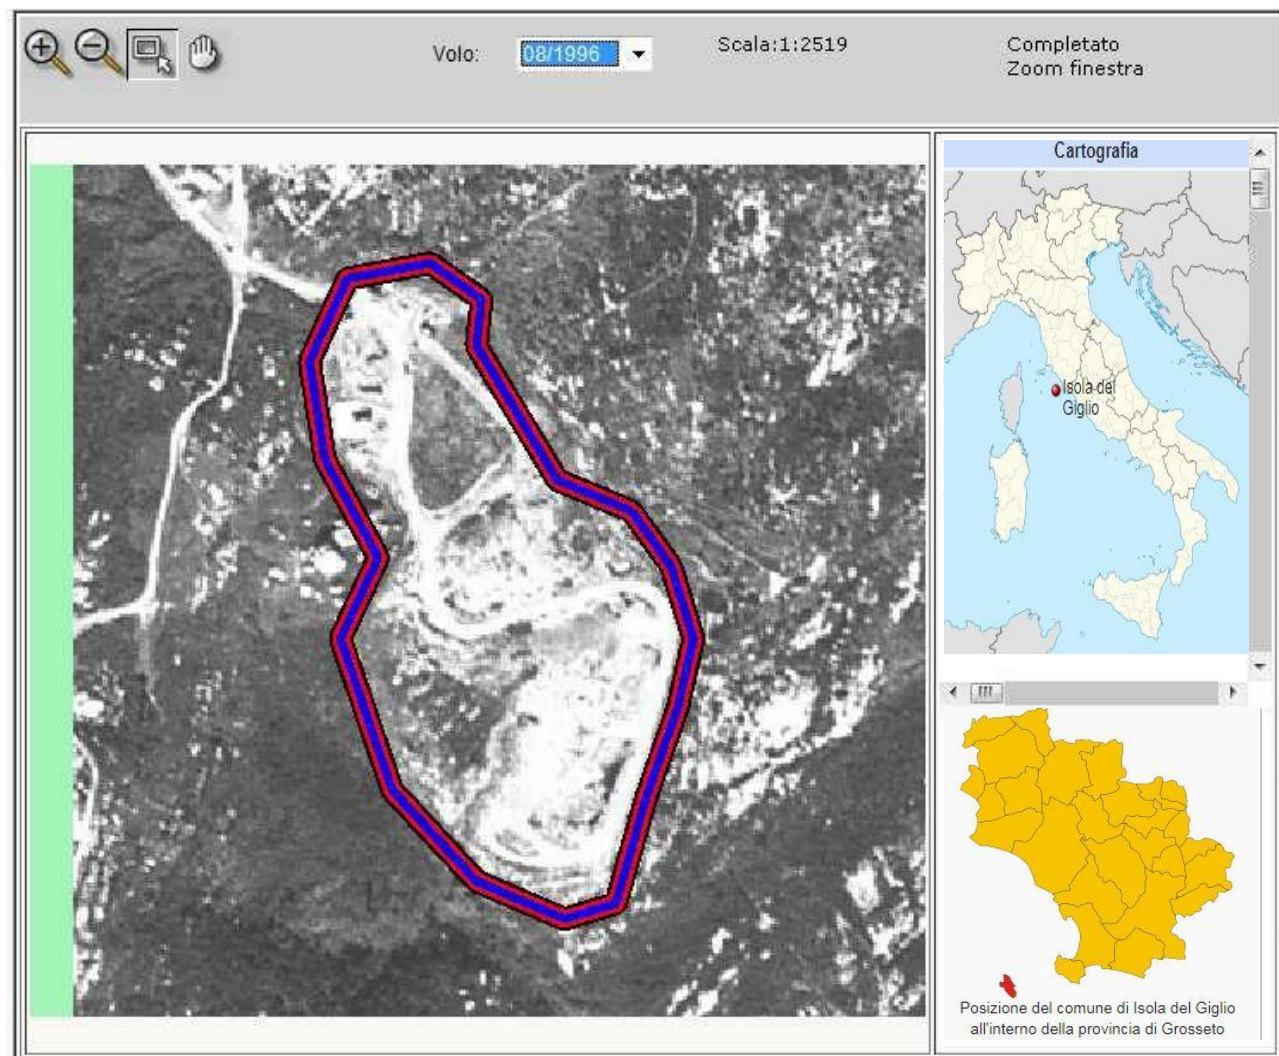 Volo:
08/1996
Scala:1:2519
Completato
Zoom finestra
Cartografia
Isola del
Giglio
Posizione del comune di Isola del Giglio
all'interno della provincia di Grosseto